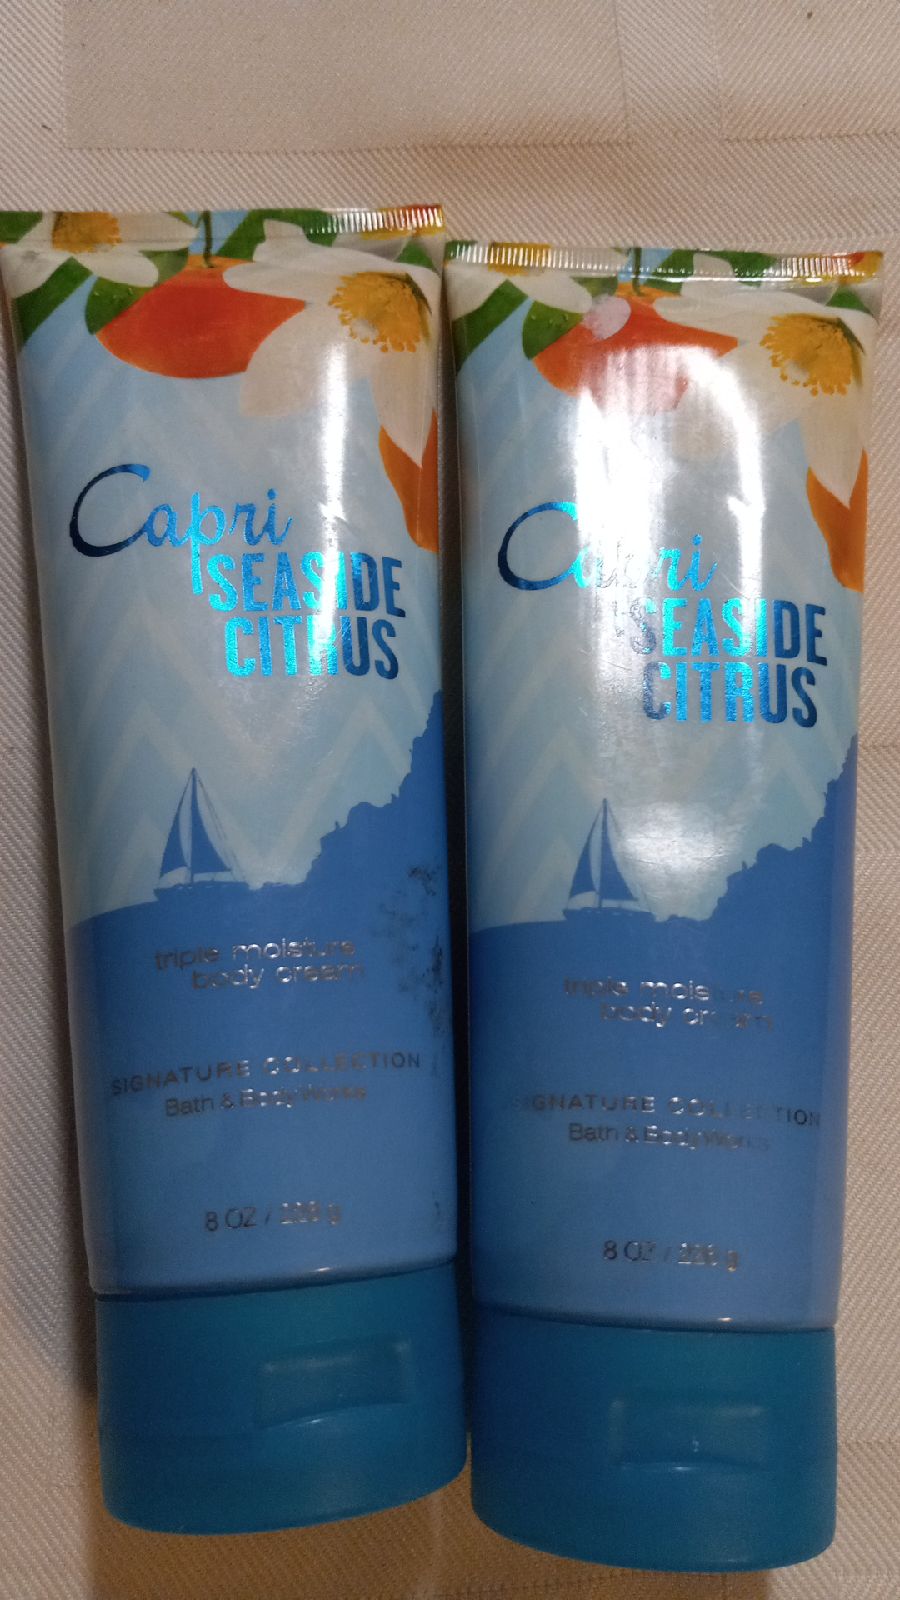 Capri
SEASIDE
CITRUS
triple moisture
body cream
SIGNATURE COLLECTION
Bath & Body Works
8 OZ / 226 g
Capri
SEASIDE
CITRUS
triple moisture
body cream
SIGNATURE COLLECTION
Bath & Body Works
8 OZ / 226 g